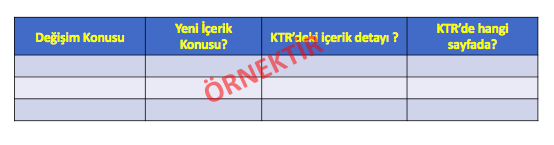 Değişim Konusu
Yeni İçerik
Konusu?
KTR'deki içerik detayı ?
KTR'de hangi
sayfada?
ÖRNEKTİR